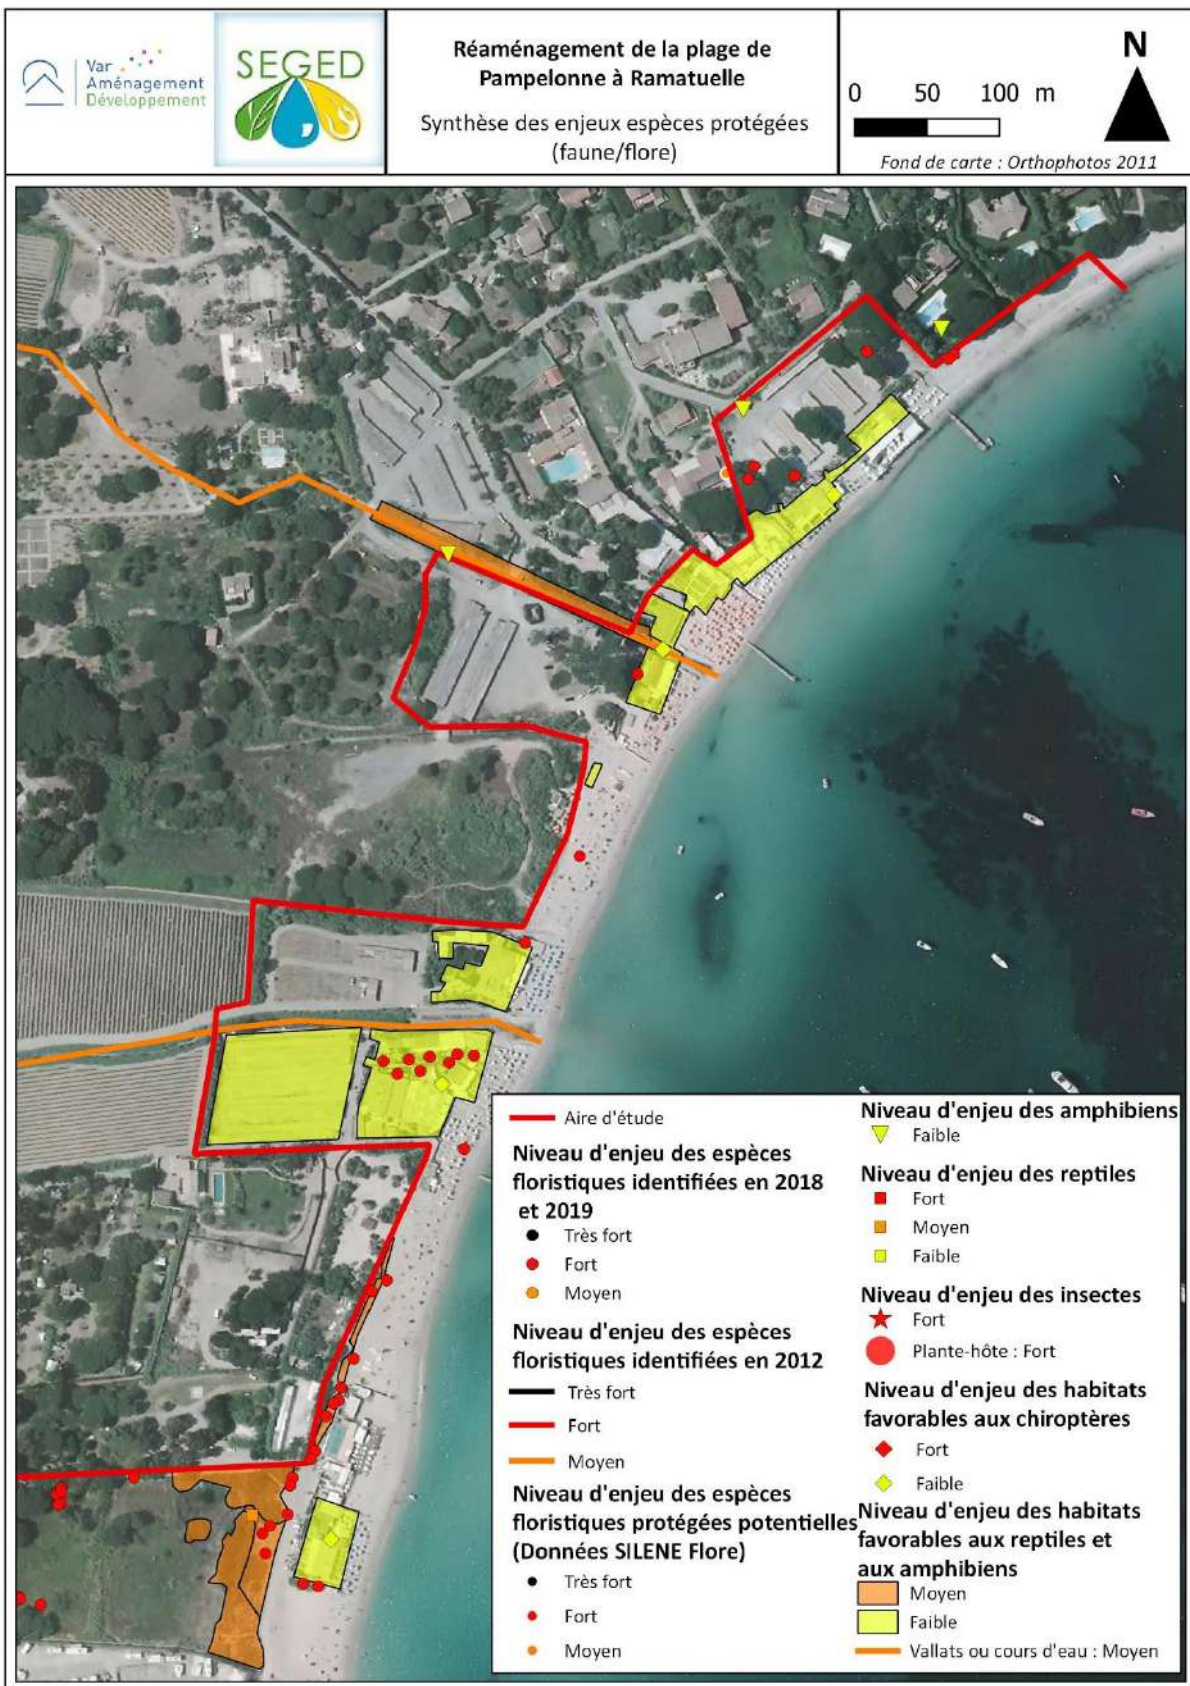 Var
Aménagement
Développement
SEGED
Réaménagement de la plage de
Pampelonne à Ramatuelle
Synthèse des enjeux espèces protégées
(faune/flore)
0 50 100 m
N
Fond de carte : Orthophotos 2011
Aire d'étude
Niveau d'enjeu des espèces
floristiques identifiées en 2018
et 2019
Très fort
Fort
Moyen
Niveau d'enjeu des espèces
floristiques identifiées en 2012
Très fort
Fort
Moyen
Niveau d'enjeu des espèces
floristiques protégées potentielles
(Données SILENE Flore)
Très fort
Fort
Moyen
Niveau d'enjeu des amphibiens
Faible
Niveau d'enjeu des reptiles
Fort
Moyen
Faible
Niveau d'enjeu des insectes
Fort
Plante-hôte : Fort
Niveau d'enjeu des habitats
favorables aux chiroptères
Fort
Faible
Niveau d'enjeu des habitats
favorables aux reptiles et
aux amphibiens
Moyen
Faible
Vallats ou cours d'eau : Moyen